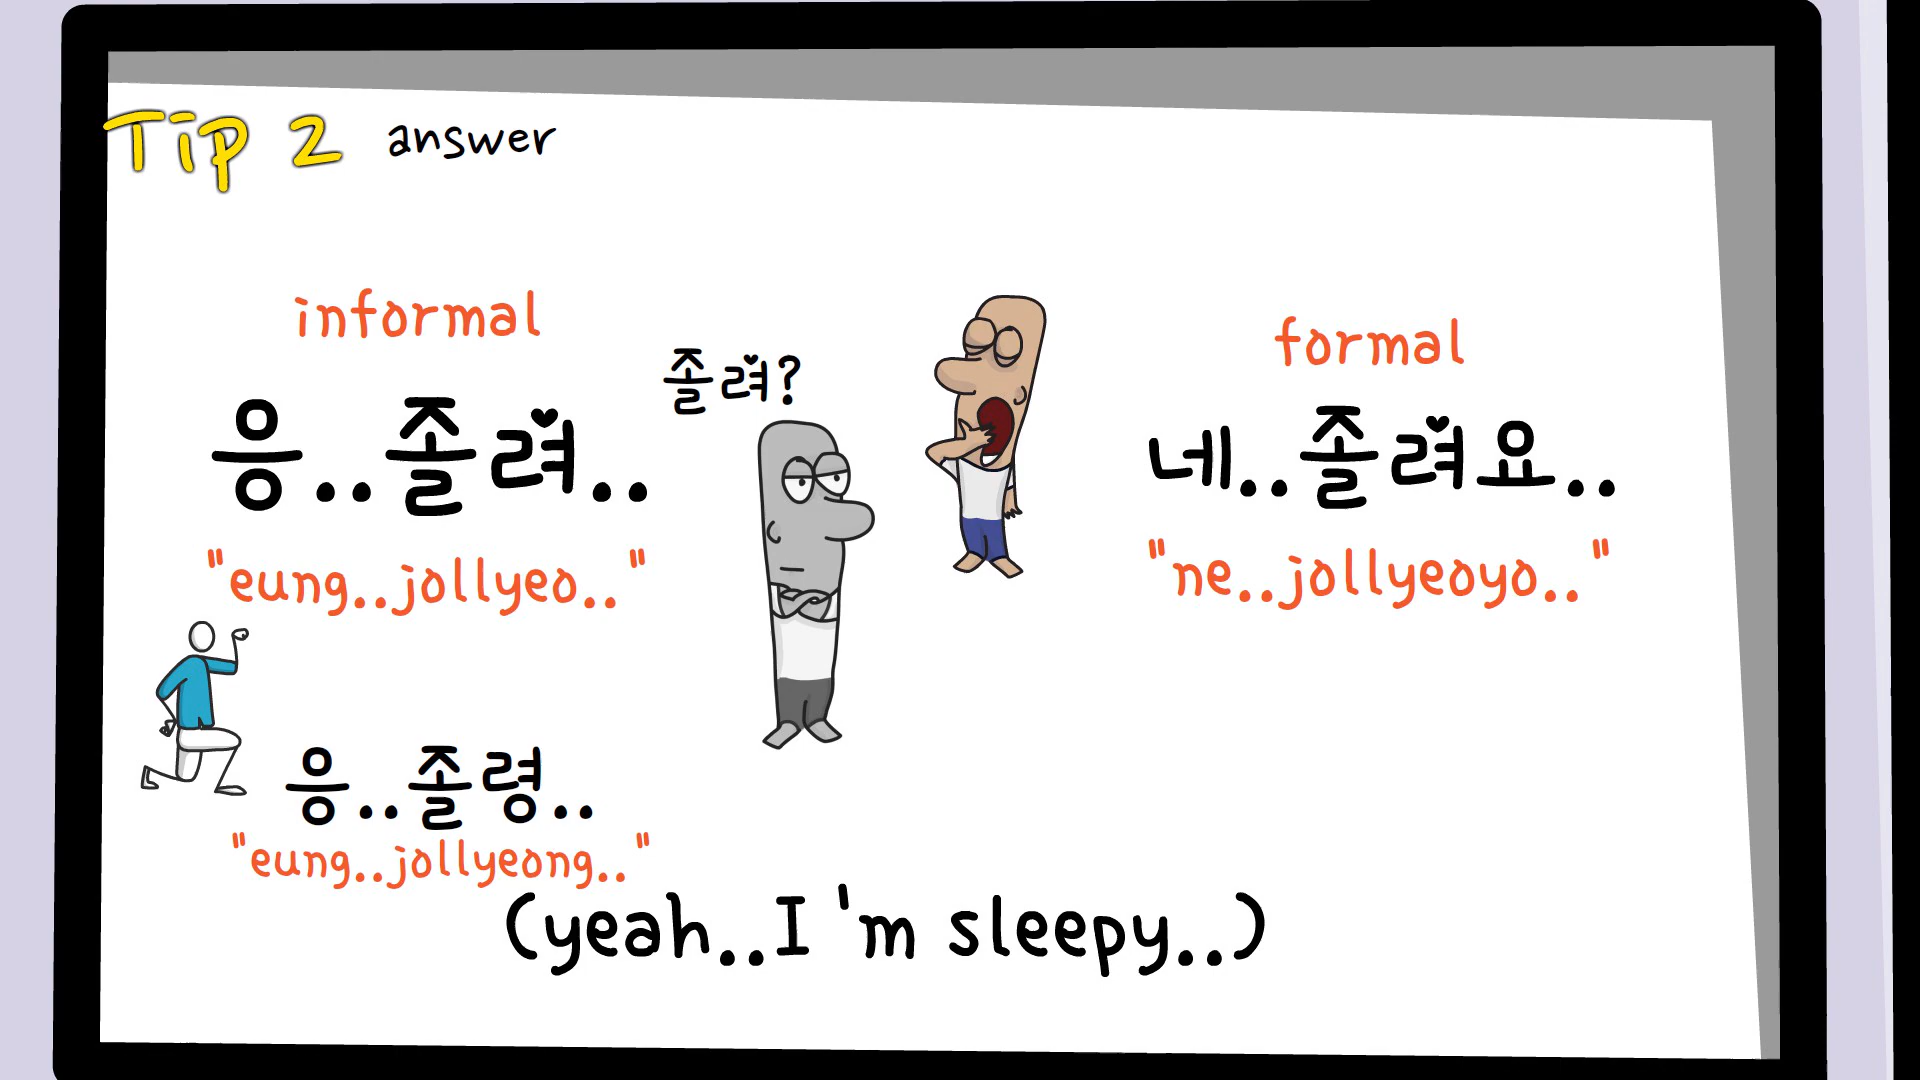 Tip 2 answer
informal
응..졸려..
"eung..jollyeo.."
졸려?
formal
네..졸려요..
"ne..jollyeoyo.."
응..졸령..
"eung..jollyeong.."
(yeah..I'm sleepy..)